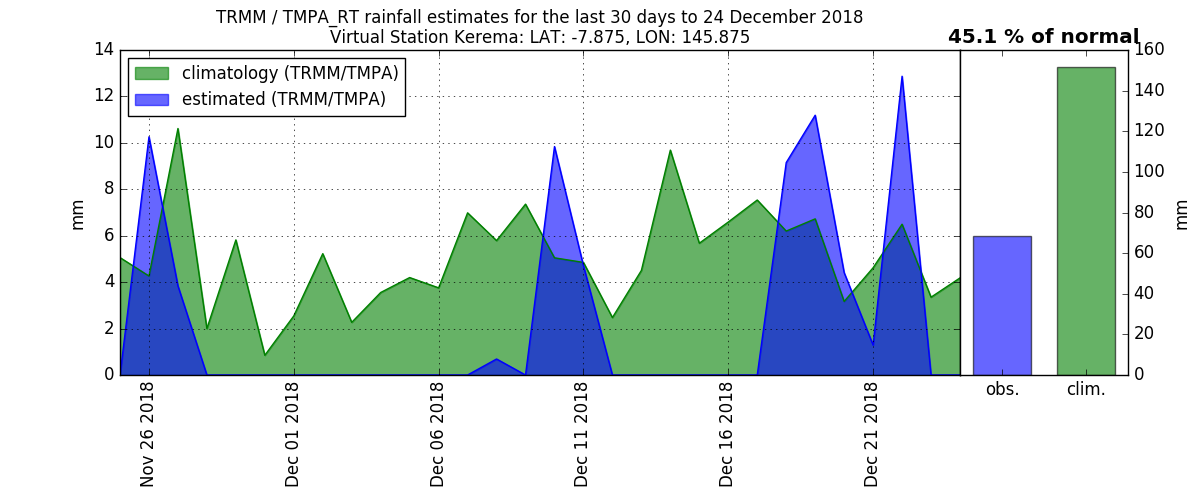 TRMM / TMPA_RT rainfall estimates for the last 30 days to 24 December 2018
Virtual Station Kerema: LAT: -7.875, LON: 145.875
45.1 % of normal
climatology (TRMM/TMPA)
estimated (TRMM/TMPA)
14
12
10
8
6
4
2
0
mm
Nov 26 2018
Dec 01 2018
Dec 06 2018
Dec 11 2018
Dec 16 2018
Dec 21 2018
obs.
clim.
160
140
120
100
80
60
40
20
0
mm